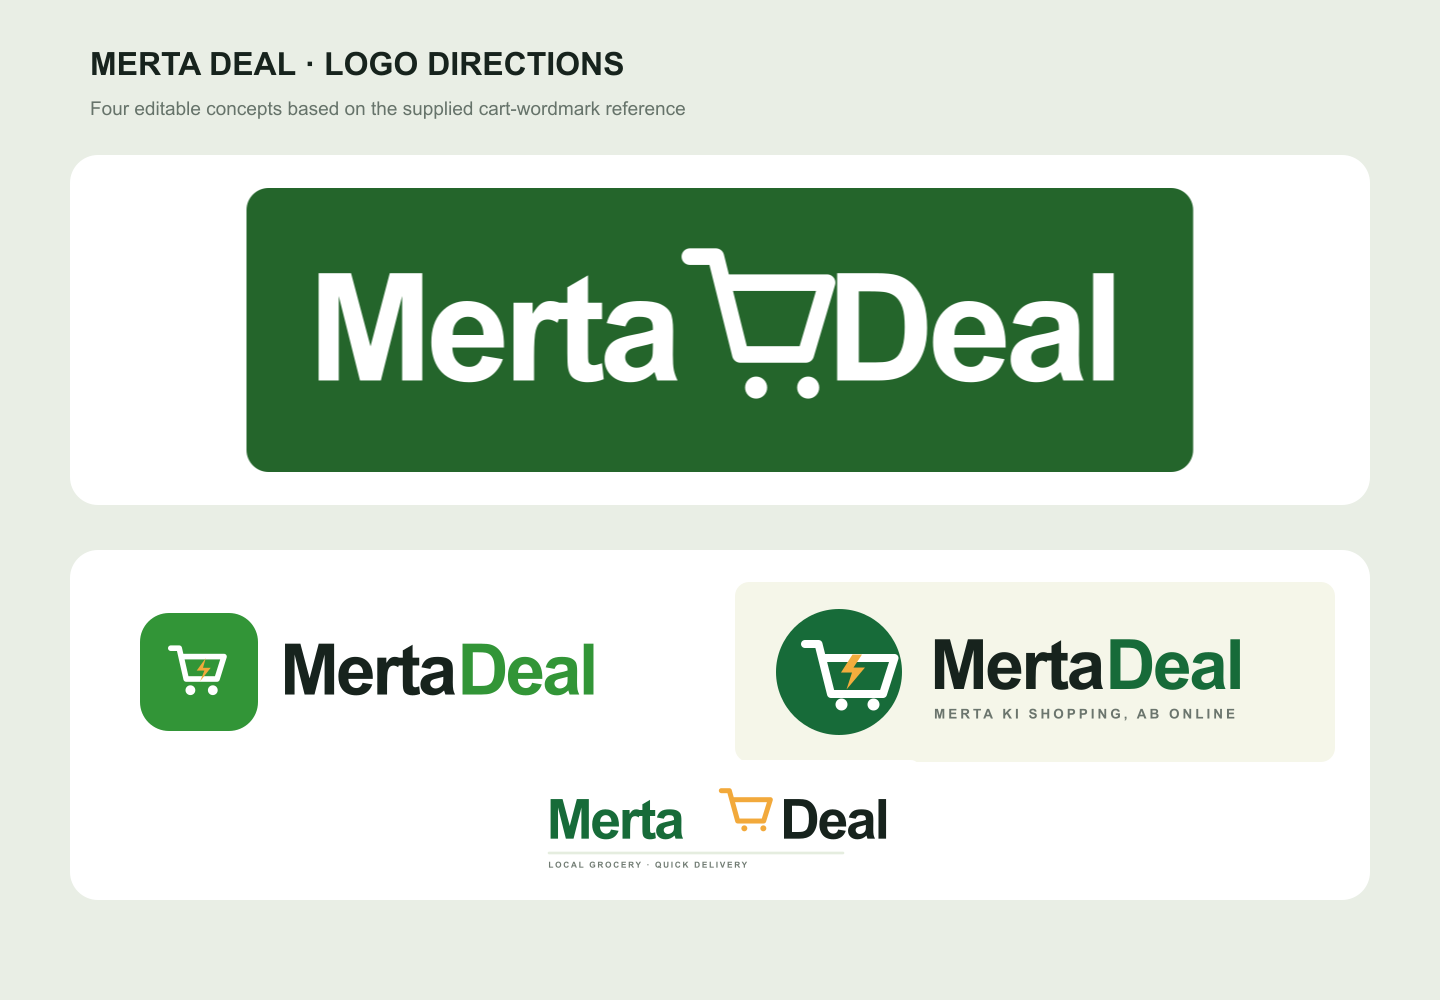 MERTA DEAL · LOGO DIRECTIONS
Four editable concepts based on the supplied cart-wordmark reference
Merta Deal
MertaDeal
MertaDeal
MERTA KI SHOPPING, AB ONLINE
Merta Deal
LOCAL GROCERY · QUICK DELIVERY